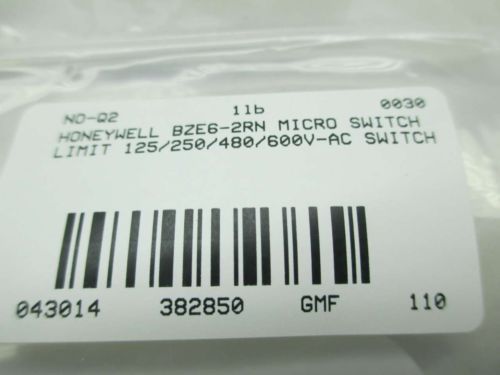 NO-Q2 1lb 0030
HONEYWELL BZE6-2RN MICRO SWITCH
LIMIT 125/250/480/600V-AC SWITCH
043014 382850 GMF 110